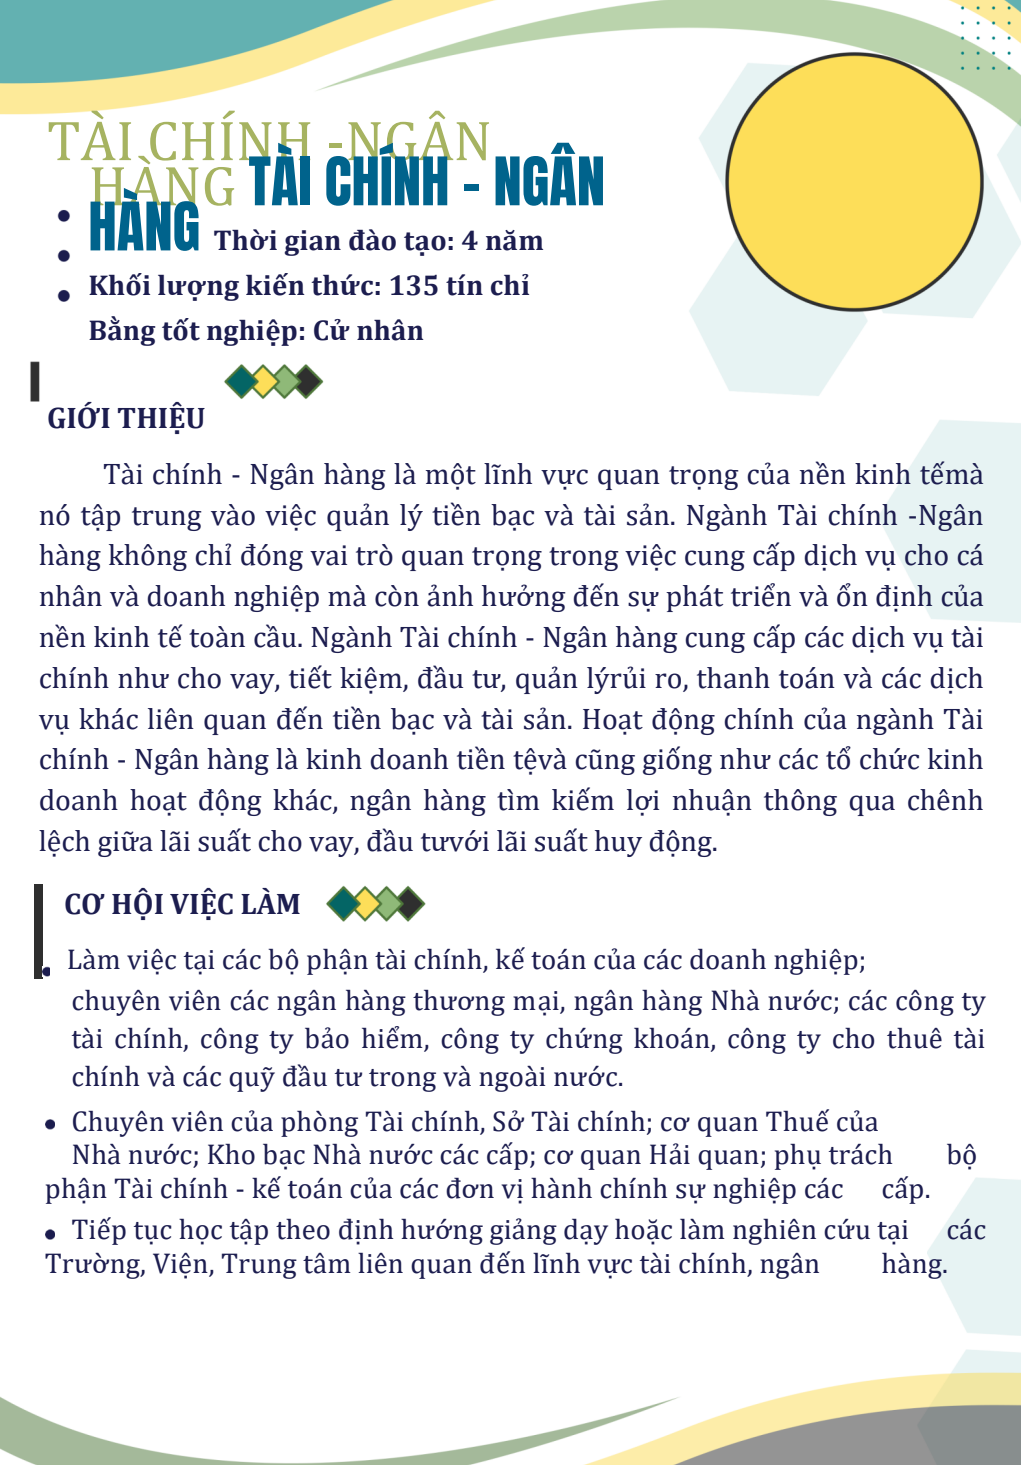 TÀI CHÍNH -NGÂN
HÀNG TÀI CHÍNH - NGÂN
HÀNG Thời gian đào tạo: 4 năm
Khối lượng kiến thức: 135 tín chỉ
Bằng tốt nghiệp: Cử nhân
GIỚI THIỆU
Tài chính - Ngân hàng là một lĩnh vực quan trọng của nền kinh tếmà
nó tập trung vào việc quản lý tiền bạc và tài sản. Ngành Tài chính -Ngân
hàng không chỉ đóng vai trò quan trọng trong việc cung cấp dịch vụ cho cá
nhân và doanh nghiệp mà còn ảnh hưởng đến sự phát triển và ổn định của
nền kinh tế toàn cầu. Ngành Tài chính - Ngân hàng cung cấp các dịch vụ tài
chính như cho vay, tiết kiệm, đầu tư, quản lýrủi ro, thanh toán và các dịch
vụ khác liên quan đến tiền bạc và tài sản. Hoạt động chính của ngành Tài
chính - Ngân hàng là kinh doanh tiền tệvà cũng giống như các tổ chức kinh
doanh hoạt động khác, ngân hàng tìm kiếm lợi nhuận thông qua chênh
lệch giữa lãi suất cho vay, đầu tưvới lãi suất huy động.
CƠ HỘI VIỆC LÀM
• Làm việc tại các bộ phận tài chính, kế toán của các doanh nghiệp;
chuyên viên các ngân hàng thương mại, ngân hàng Nhà nước; các công ty
tài chính, công ty bảo hiểm, công ty chứng khoán, công ty cho thuê tài
chính và các quỹ đầu tư trong và ngoài nước.
• Chuyên viên của phòng Tài chính, Sở Tài chính; cơ quan Thuế của
Nhà nước; Kho bạc Nhà nước các cấp; cơ quan Hải quan; phụ trách bộ
phận Tài chính - kế toán của các đơn vị hành chính sự nghiệp các cấp.
• Tiếp tục học tập theo định hướng giảng dạy hoặc làm nghiên cứu tại các
Trường, Viện, Trung tâm liên quan đến lĩnh vực tài chính, ngân hàng.